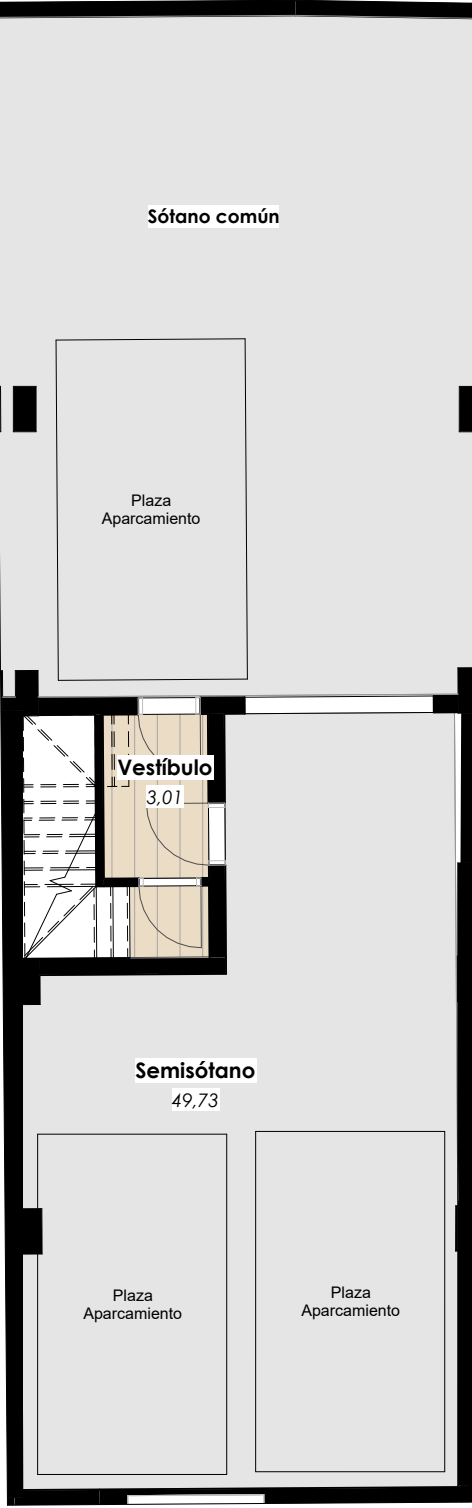 Sótano común
Plaza
Aparcamiento
Vestíbulo
3,01
Semisótano
49,73
Plaza
Aparcamiento
Plaza
Aparcamiento